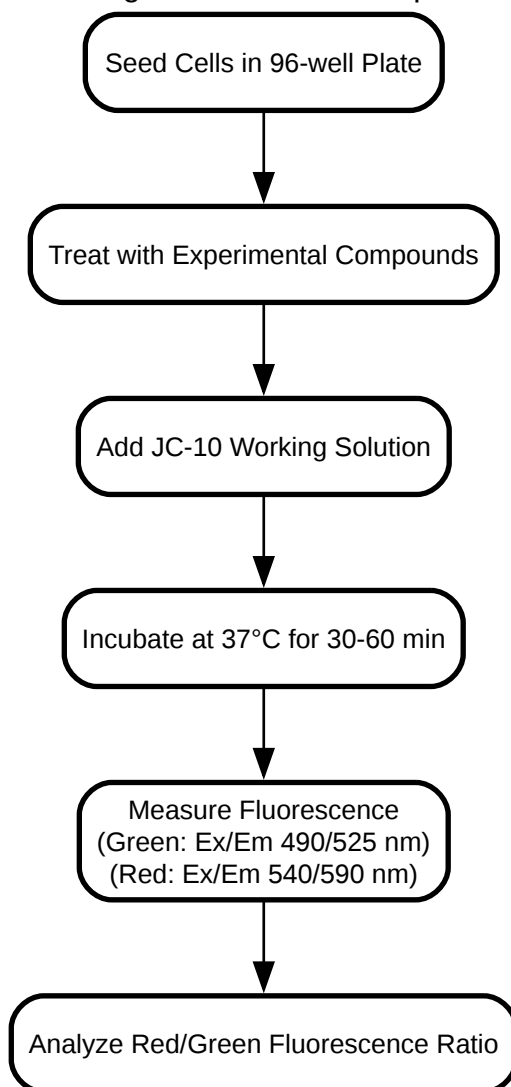 Seed Cells in 96-well Plate
Treat with Experimental Compounds
Add JC-10 Working Solution
Incubate at 37°C for 30-60 min
Measure Fluorescence
(Green: Ex/Em 490/525 nm)
(Red: Ex/Em 540/590 nm)
Analyze Red/Green Fluorescence Ratio